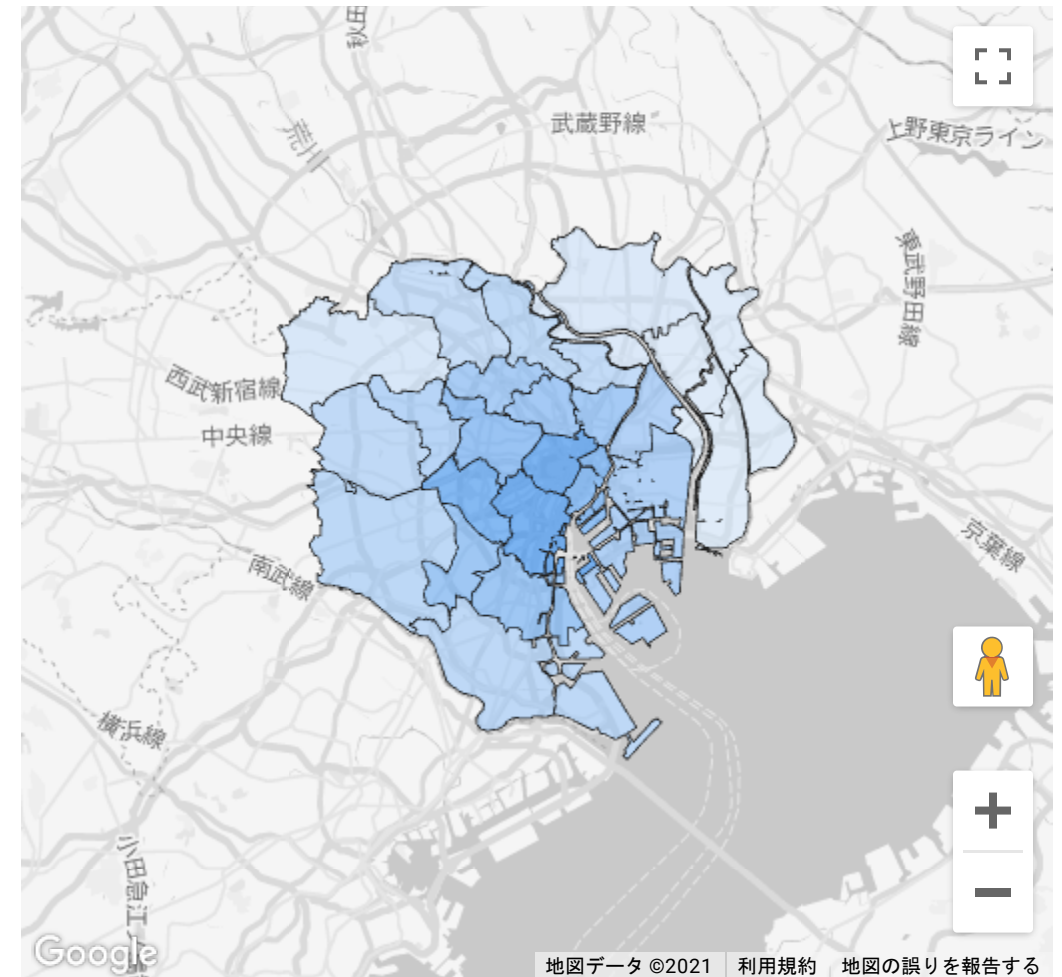 秋田
荒川
武蔵野線
上野東京ライン
東武野田線
西武新宿線
中央線
南武線
京葉線
横浜線
小田急江
Google
地図データ ©2021 利用規約 地図の誤りを報告する